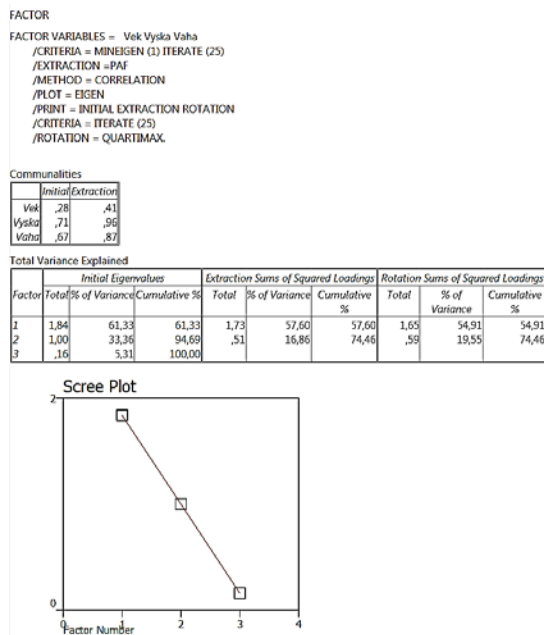 FACTOR
FACTOR VARIABLES = Vek Vyska Vaha
/CRITERIA = MINEIGEN (1) ITERATE (25)
/EXTRACTION =PAF
/METHOD = CORRELATION
/PLOT = EIGEN
/PRINT = INITIAL EXTRACTION ROTATION
/CRITERIA = ITERATE (25)
/ROTATION = QUARTIMAX.
Communalities
Initial Extraction
Vek ,28 ,41
Vyska ,71 ,96
Vaha ,67 ,87
Total Variance Explained
Initial Eigenvalues Extraction Sums of Squared Loadings Rotation Sums of Squared Loadings
Factor Total % of Variance Cumulative % Total % of Variance Cumulative % Total % of Variance Cumulative %
1 1,84 61,33 61,33 1,73 57,60 57,60 1,65 54,91 54,91
2 1,00 33,36 94,69 ,51 16,86 74,46 ,59 19,55 74,46
3 ,16 5,31 100,00
Scree Plot
2
0
0 1 2 3 4
Factor Number